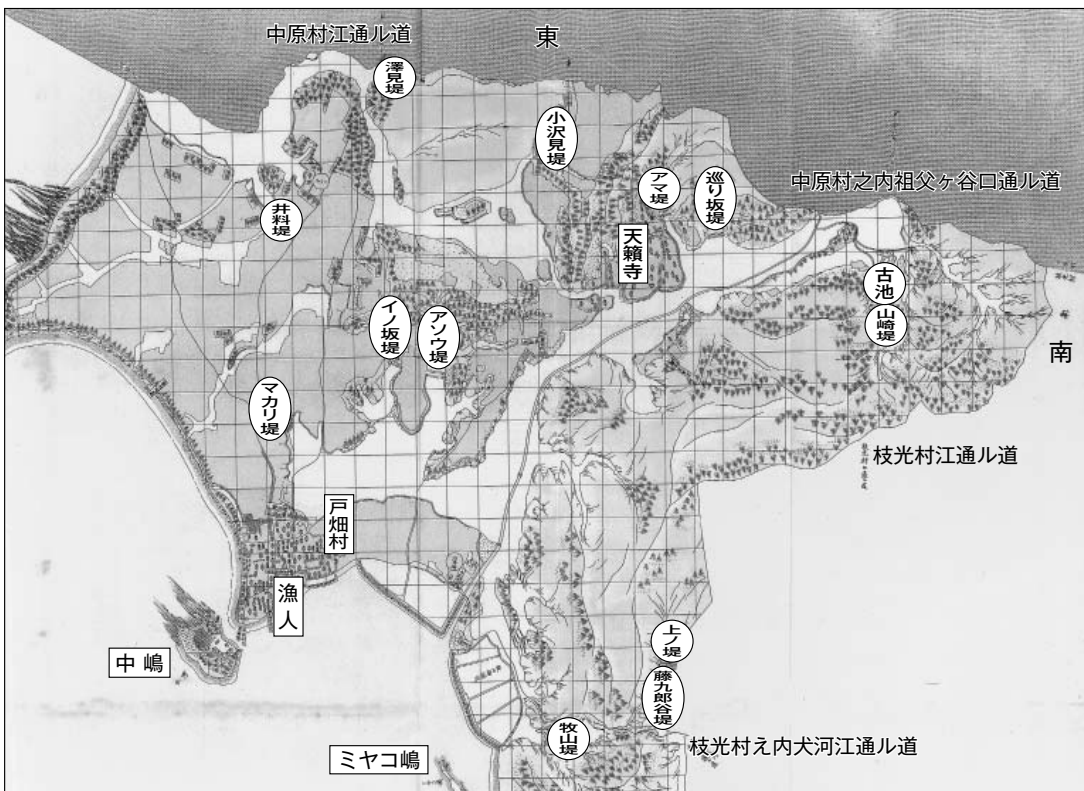 中原村江通ル道
東
澤見堤
小沢見堤
アマ堤
巡り坂堤
中原村之内祖父ヶ谷口通ル道
井料堤
天籟寺
古池
山崎堤
南
イノ坂堤
アソウ堤
マカリ堤
枝光村江通ル道
戸畑村
漁人
中嶋
上ノ堤
藤九郎谷堤
牧山堤
枝光村え内犬河江通ル道
ミヤコ嶋